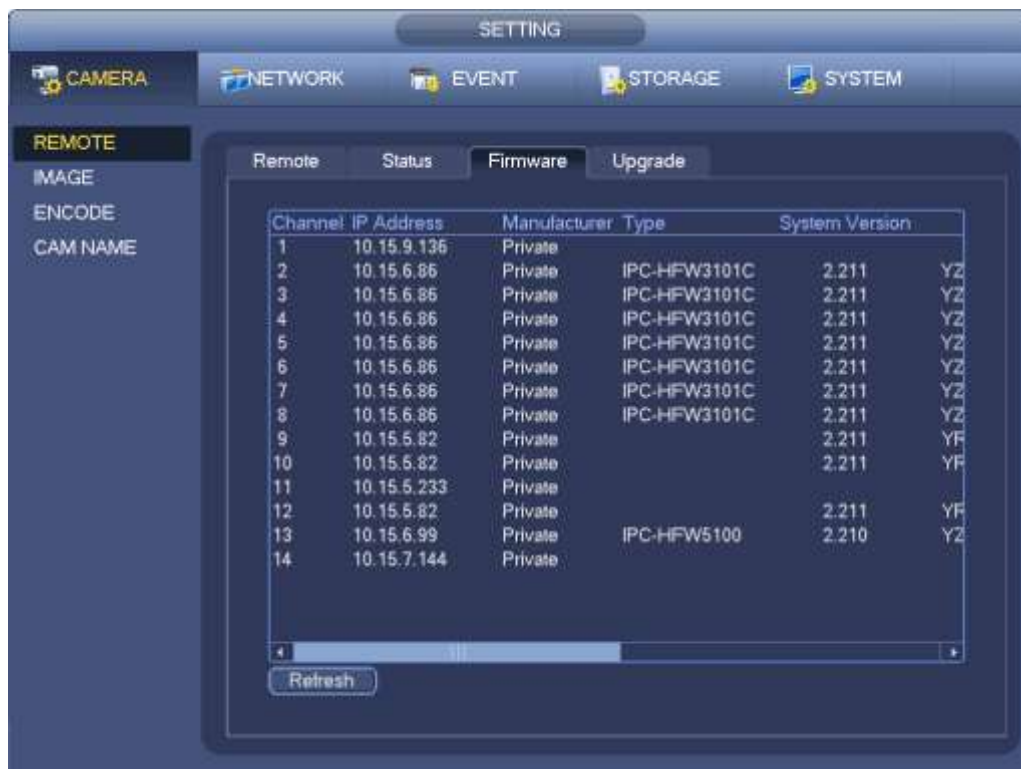 SETTING
CAMERA NETWORK EVENT STORAGE SYSTEM
REMOTE
IMAGE
ENCODE
CAM NAME
Remote Status Firmware Upgrade
Channel IP Address Manufacturer Type System Version
1 10.15.9.136 Private
2 10.15.6.86 Private IPC-HFW3101C 2.211 YZ
3 10.15.6.86 Private IPC-HFW3101C 2.211 YZ
4 10.15.6.86 Private IPC-HFW3101C 2.211 YZ
5 10.15.6.86 Private IPC-HFW3101C 2.211 YZ
6 10.15.6.86 Private IPC-HFW3101C 2.211 YZ
7 10.15.6.86 Private IPC-HFW3101C 2.211 YZ
8 10.15.6.86 Private IPC-HFW3101C 2.211 YZ
9 10.15.5.82 Private 2.211
10 10.15.5.82 Private 2.211
11 10.15.5.233 Private
12 10.15.5.82 Private 2.211
13 10.15.6.99 Private IPC-HFW5100 2.210 YZ
14 10.15.7.144 Private
Refresh